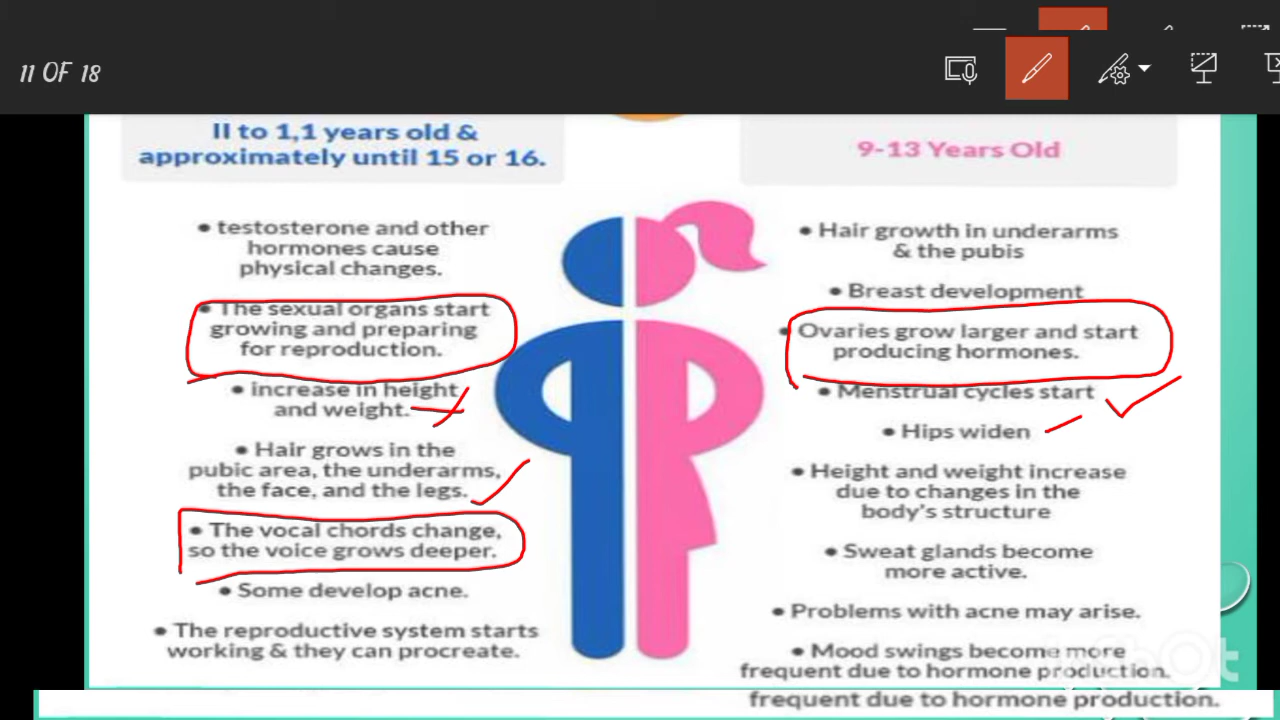 11 OF 18
II to 1,1 years old &
approximately until 15 or 16.
• testosterone and other
hormones cause
physical changes.
• The sexual organs start
growing and preparing
for reproduction.
• increase in height
and weight.
• Hair grows in the
pubic area, the underarms,
the face, and the legs.
• The vocal chords change,
so the voice grows deeper.
• Some develop acne.
• The reproductive system starts
working & they can procreate.
9-13 Years Old
• Hair growth in underarms
& the pubis
• Breast development
• Ovaries grow larger and start
producing hormones.
• Menstrual cycles start
• Hips widen
• Height and weight increase
due to changes in the
body's structure
• Sweat glands become
more active.
• Problems with acne may arise.
• Mood swings become more
frequent due to hormone production.
frequent due to hormone production.